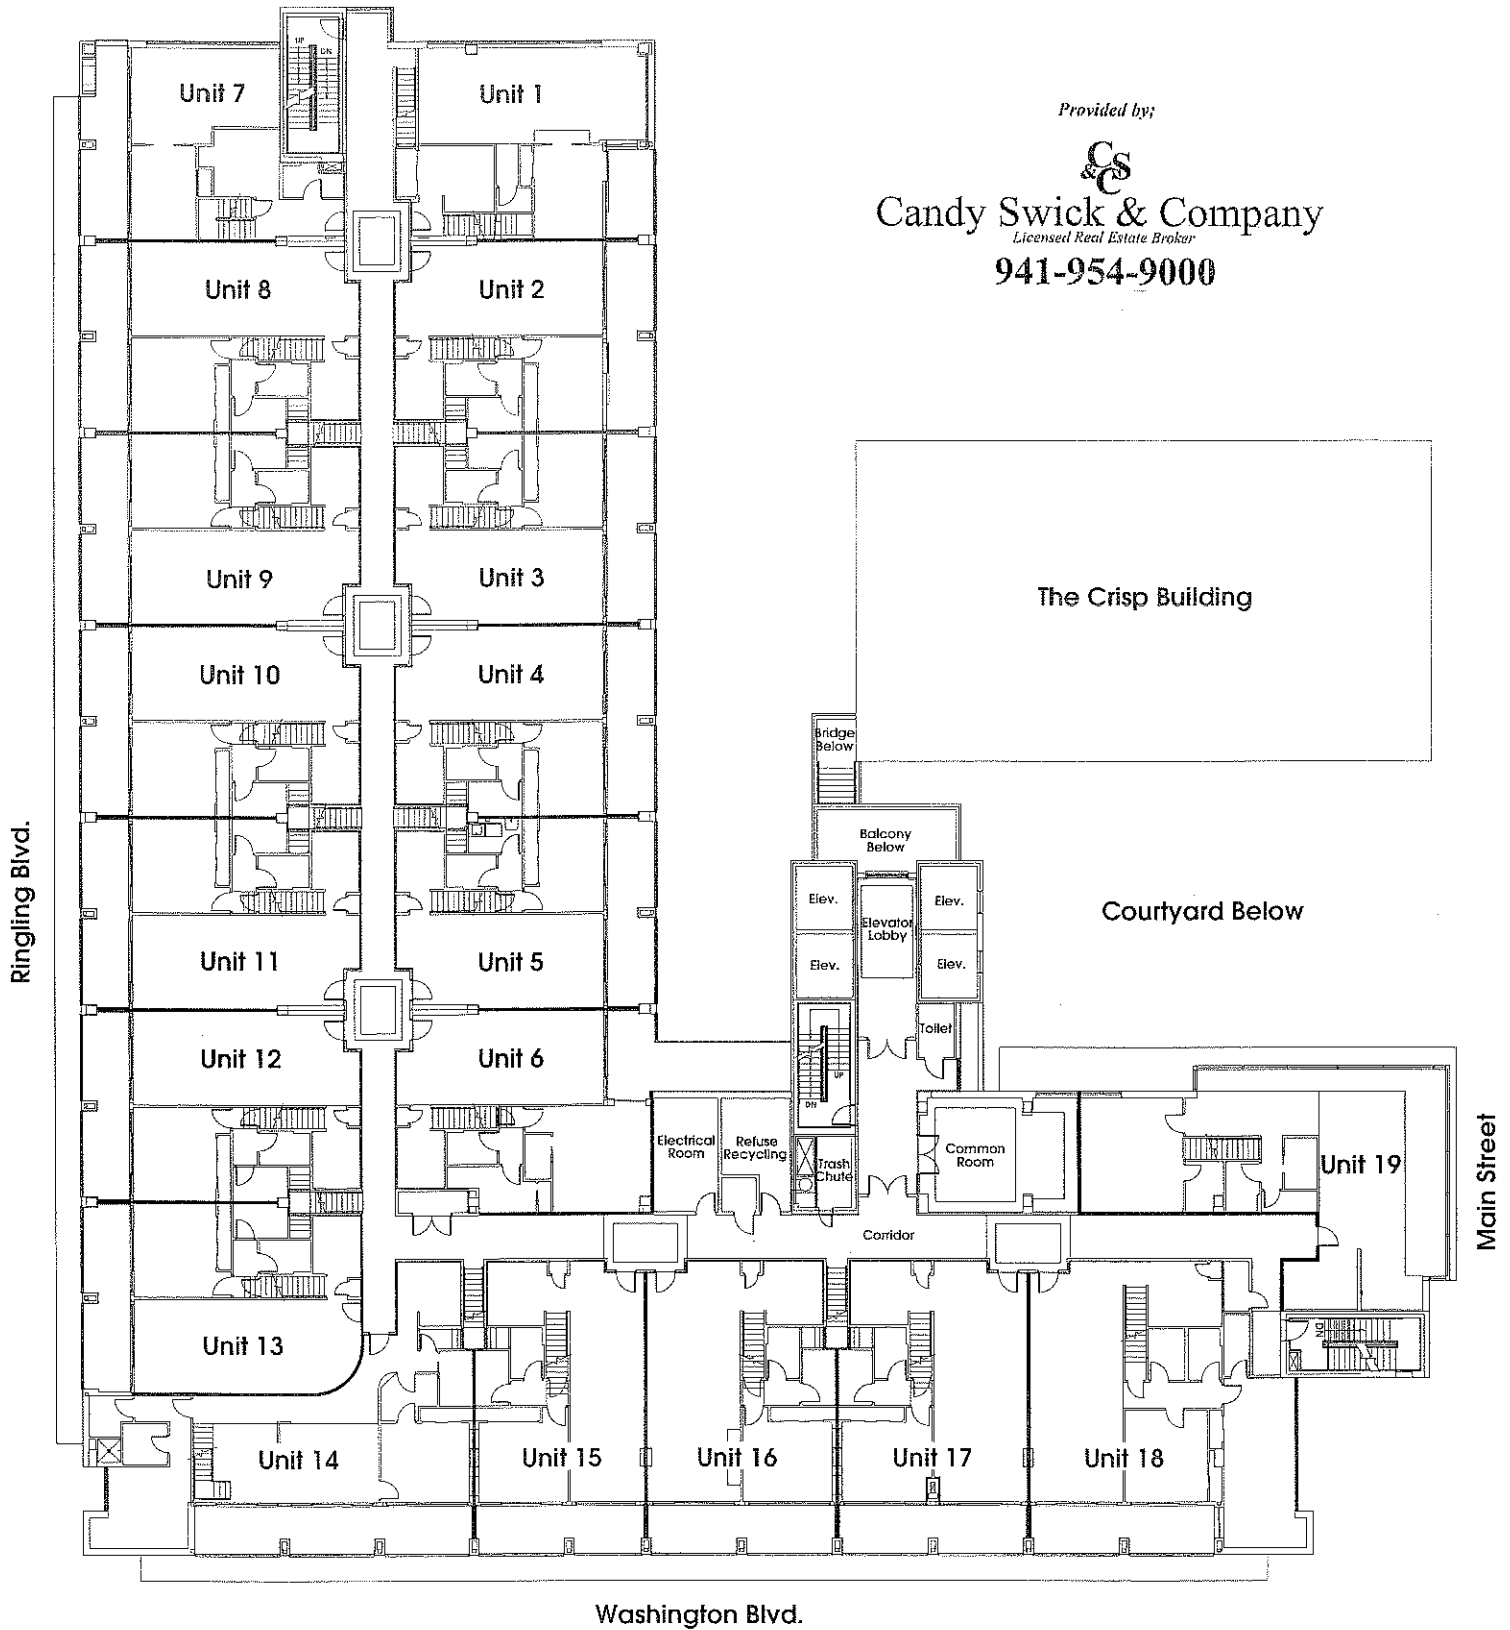 UP
DN
Unit 7
Unit 1
Provided by;
C&SC
Candy Swick & Company
Licensed Real Estate Broker
941-954-9000
Unit 8
Unit 2
Unit 9
Unit 3
The Crisp Building
Unit 10
Unit 4
Bridge
Below
Balcony
Below
Ringling Blvd.
Elev.
Elevator
Lobby
Elev.
Courtyard Below
Unit 11
Unit 5
Elev.
Elev.
Toilet
Unit 12
Unit 6
UP
DN
Electrical
Room
Refuse
Recycling
Trash
Chute
Common
Room
Unit 19
Main Street
Corridor
Unit 13
DN
Unit 14
Unit 15
Unit 16
Unit 17
Unit 18
Washington Blvd.